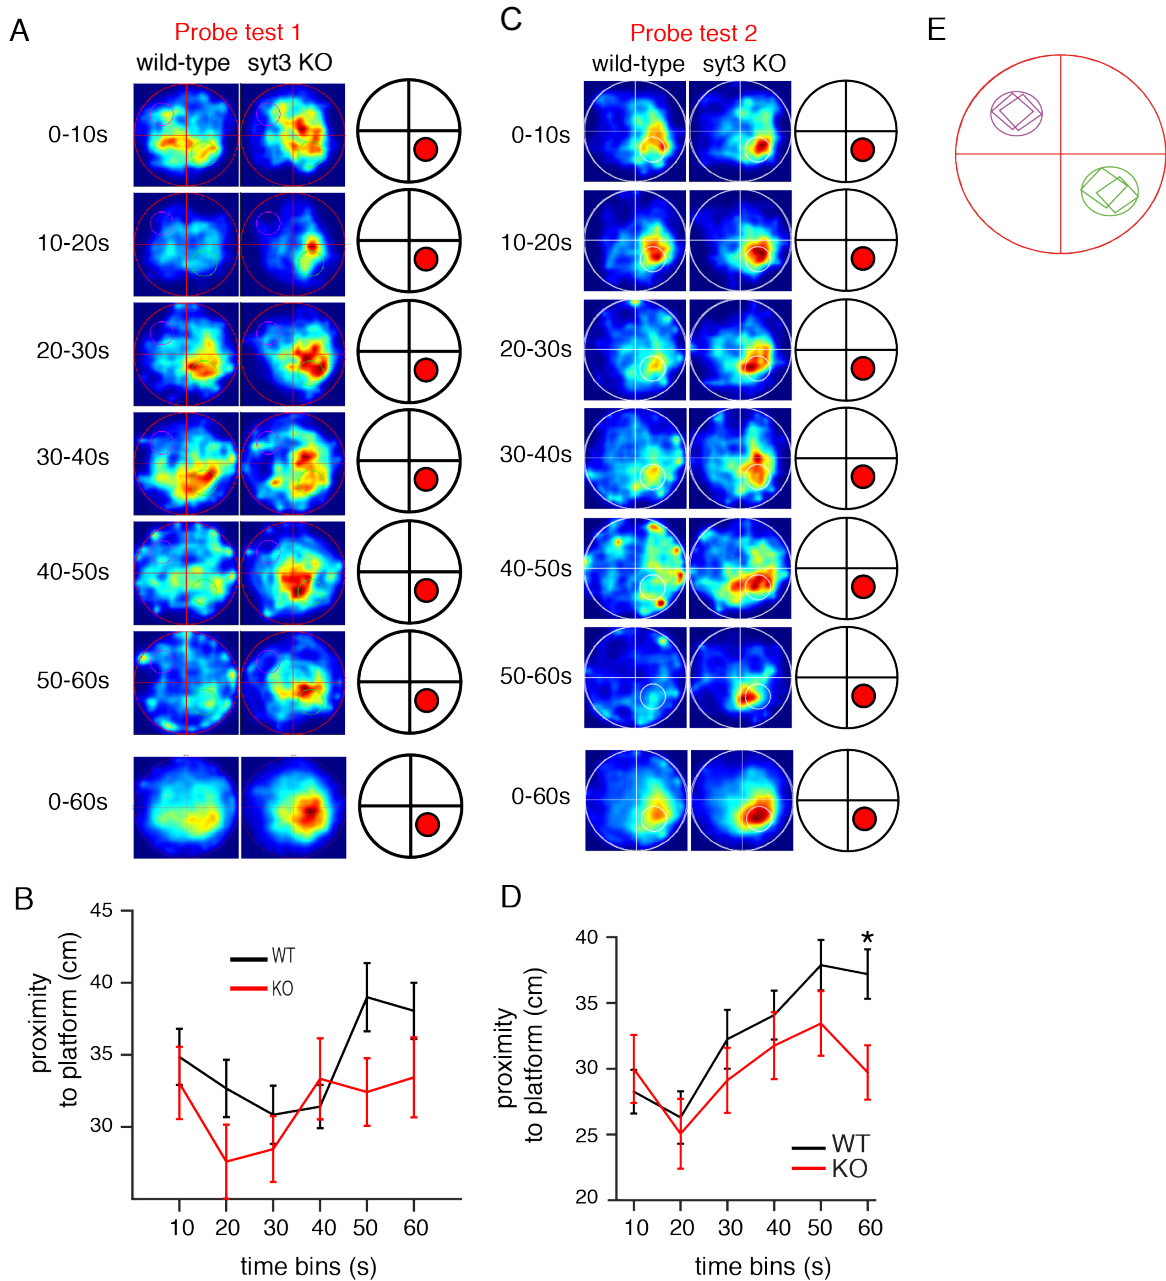 A
Probe test 1
wild-type syt3 KO
0-10s
10-20s
20-30s
30-40s
40-50s
50-60s
0-60s
C
Probe test 2
wild-type syt3 KO
0-10s
10-20s
20-30s
30-40s
40-50s
50-60s
0-60s
E
B
proximity
to platform (cm)
45
40
35
30
WT
KO
10 20 30 40 50 60
time bins (s)
D
proximity
to platform (cm)
40
35
30
25
20
*
WT
KO
10 20 30 40 50 60
time bins (s)